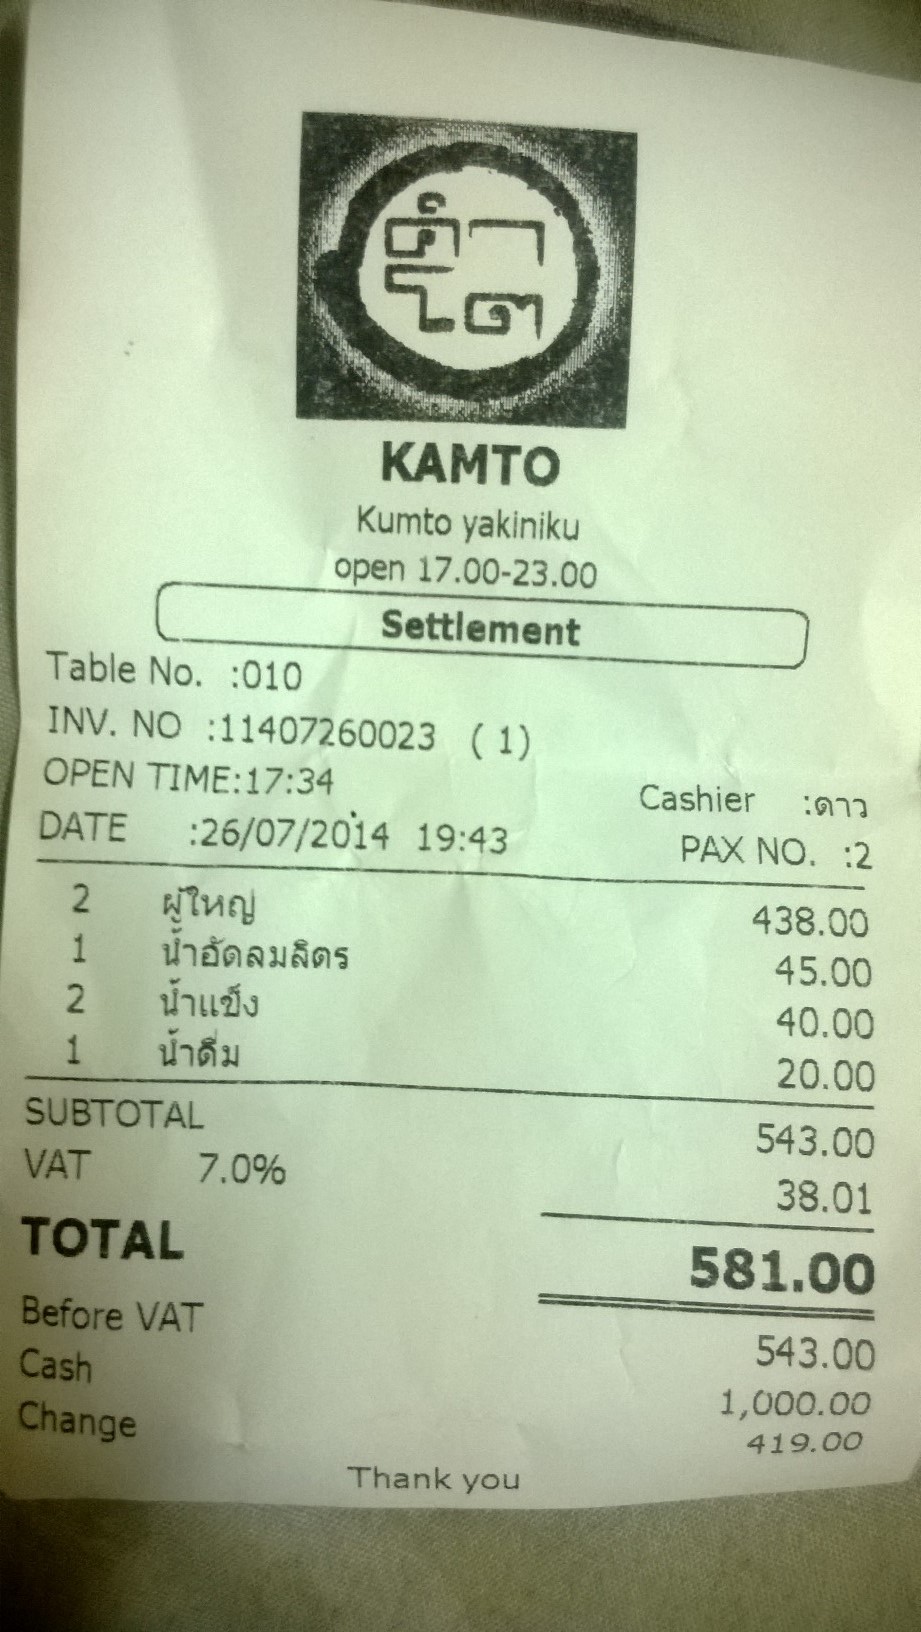 คำ
โต
KAMTO
Kumto yakiniku
open 17.00-23.00
Settlement
Table No. :010
INV. NO :11407260023 (1)
OPEN TIME:17:34 Cashier :ดาว
DATE :26/07/2014 19:43 PAX NO. :2
2 ผู้ใหญ่ 438.00
1 น้ำอัดลมลิตร 45.00
2 น้ำแข็ง 40.00
1 น้ำดื่ม 20.00
SUBTOTAL 543.00
VAT 7.0% 38.01
TOTAL 581.00
Before VAT 543.00
Cash 1,000.00
Change 419.00
Thank you